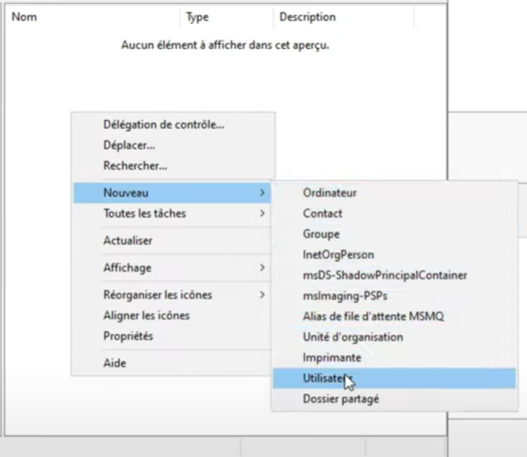 Nom Type Description
Aucun élément à afficher dans cet aperçu.
Délégation de contrôle...
Déplacer...
Rechercher...
Nouveau >
Toutes les tâches >
Actualiser
Affichage >
Réorganiser les icônes >
Aligner les icônes
Propriétés
Aide
Ordinateur
Contact
Groupe
InetOrgPerson
msDS-ShadowPrincipalContainer
msImaging-PSPs
Alias de file d'attente MSMQ
Unité d'organisation
Imprimante
Utilisateur
Dossier partagé